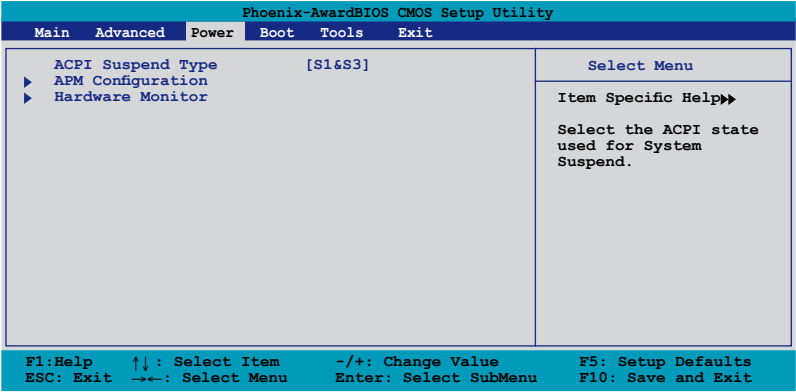 Phoenix-AwardBIOS CMOS Setup Utility
Main Advanced Power Boot Tools Exit
ACPI Suspend Type [S1&S3]
APM Configuration
Hardware Monitor
Select Menu
Item Specific Help
Select the ACPI state
used for System
Suspend.
F1:Help ↑↓: Select Item -/+: Change Value F5: Setup Defaults
ESC: Exit →←: Select Menu Enter: Select SubMenu F10: Save and Exit